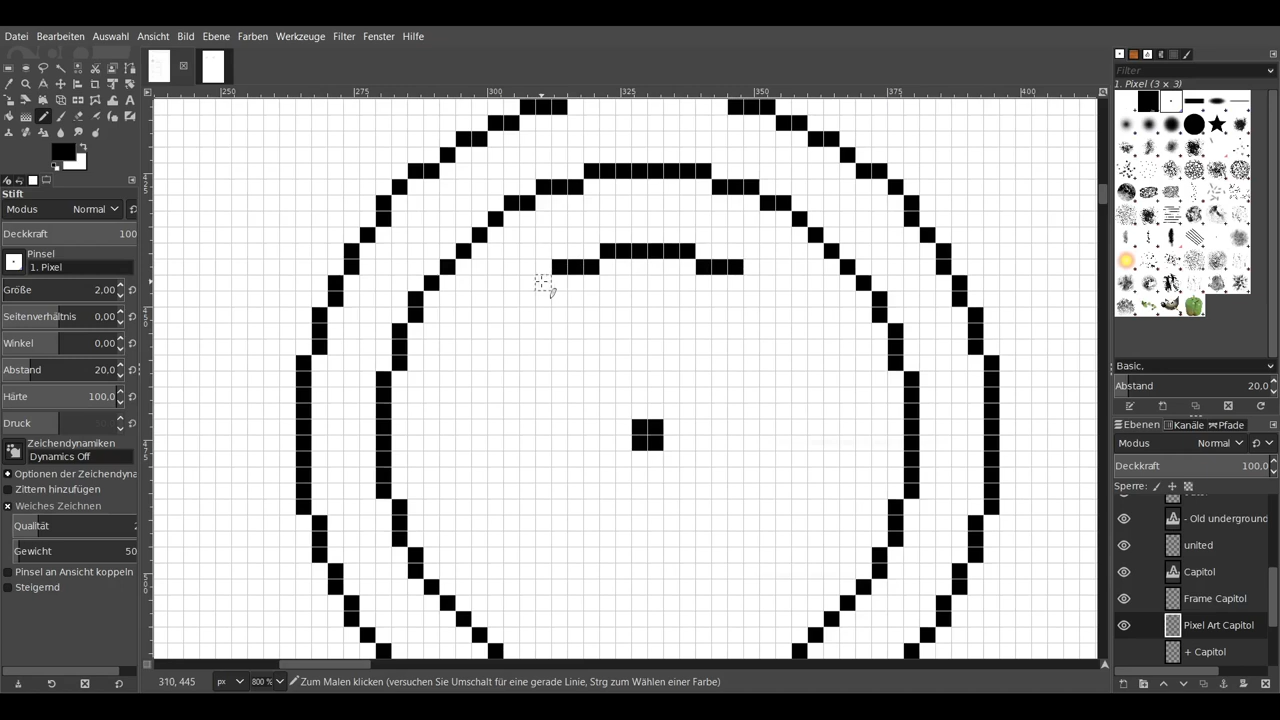 Datei Bearbeiten Auswahl Ansicht Bild Ebene Farben Werkzeuge Filter Fenster Hilfe
Filter
1. Pixel (3 × 3)
250 275 300 325 350 375 400
Stift
Modus Normal
Deckkraft 100
Pinsel
1. Pixel
Größe 2,00
Seitenverhältnis 0,00
Winkel 0,00
Abstand 20,0
Härte 100,0
Druck
Zeichendynamiken
Dynamics Off
Optionen der Zeichendyna
Zittern hinzufügen
Weiches Zeichnen
Qualität 2
Gewicht 50
Pinsel an Ansicht koppeln
Steigernd
Basic.
Abstand 20.0
Ebenen Kanäle Pfade
Modus Normal
Deckkraft 100.0
Sperre:
- Old underground
united
Capitol
Frame Capitol
Pixel Art Capitol
+ Capitol
310, 445 px 800 % Zum Malen klicken (versuchen Sie Umschalt für eine gerade Linie, Strg zum Wählen einer Farbe)